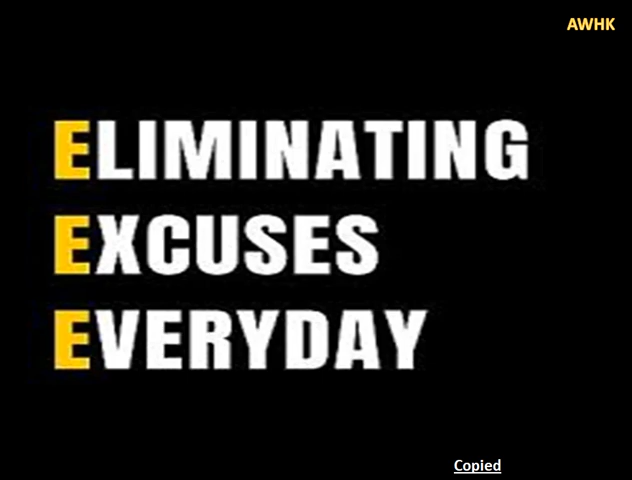 AWHK
ELIMINATING
EXCUSES
EVERYDAY
Copied